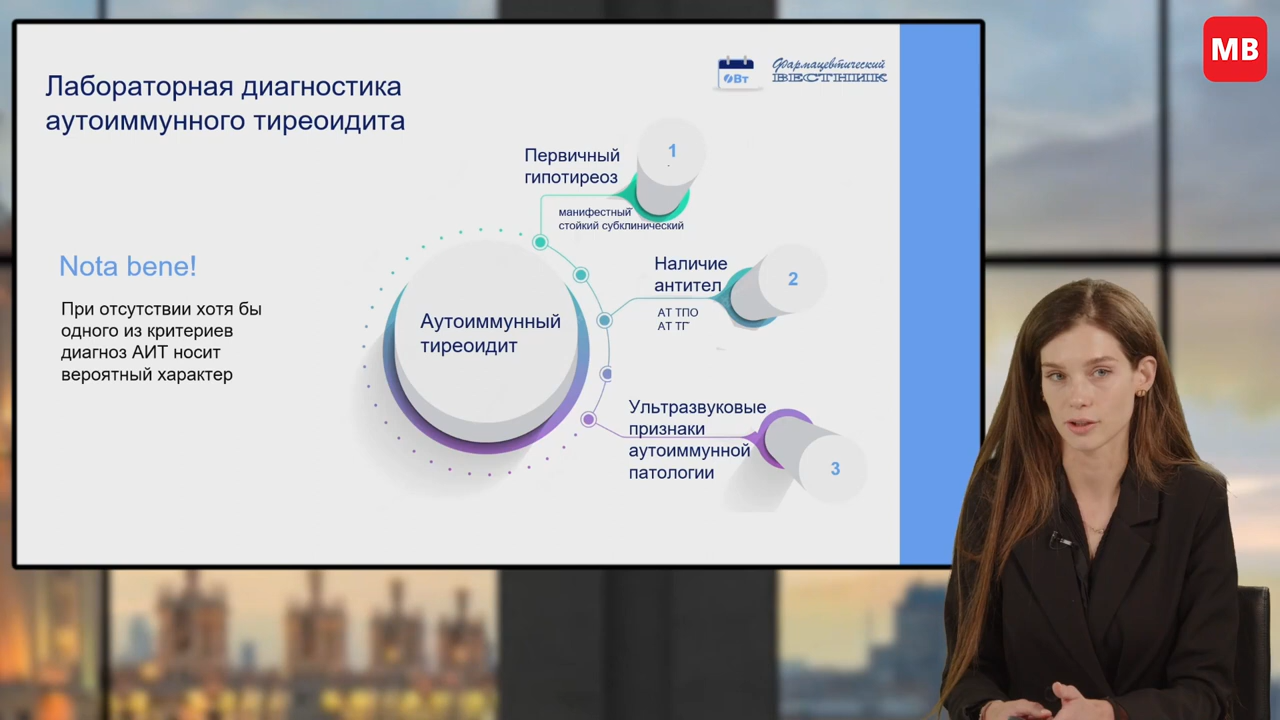 Лабораторная диагностика
аутоиммунного тиреоидита
ФВт
Фармацевтический
ВЕСТНИК
МВ
Nota bene!
При отсутствии хотя бы
одного из критериев
диагноз АИТ носит
вероятный характер
Аутоиммунный
тиреоидит
Первичный
гипотиреоз
манифестный
стойкий субклинический
1
Наличие
антител
АТ ТПО
АТ ТГ
2
Ультразвуковые
признаки
аутоиммунной
патологии
3